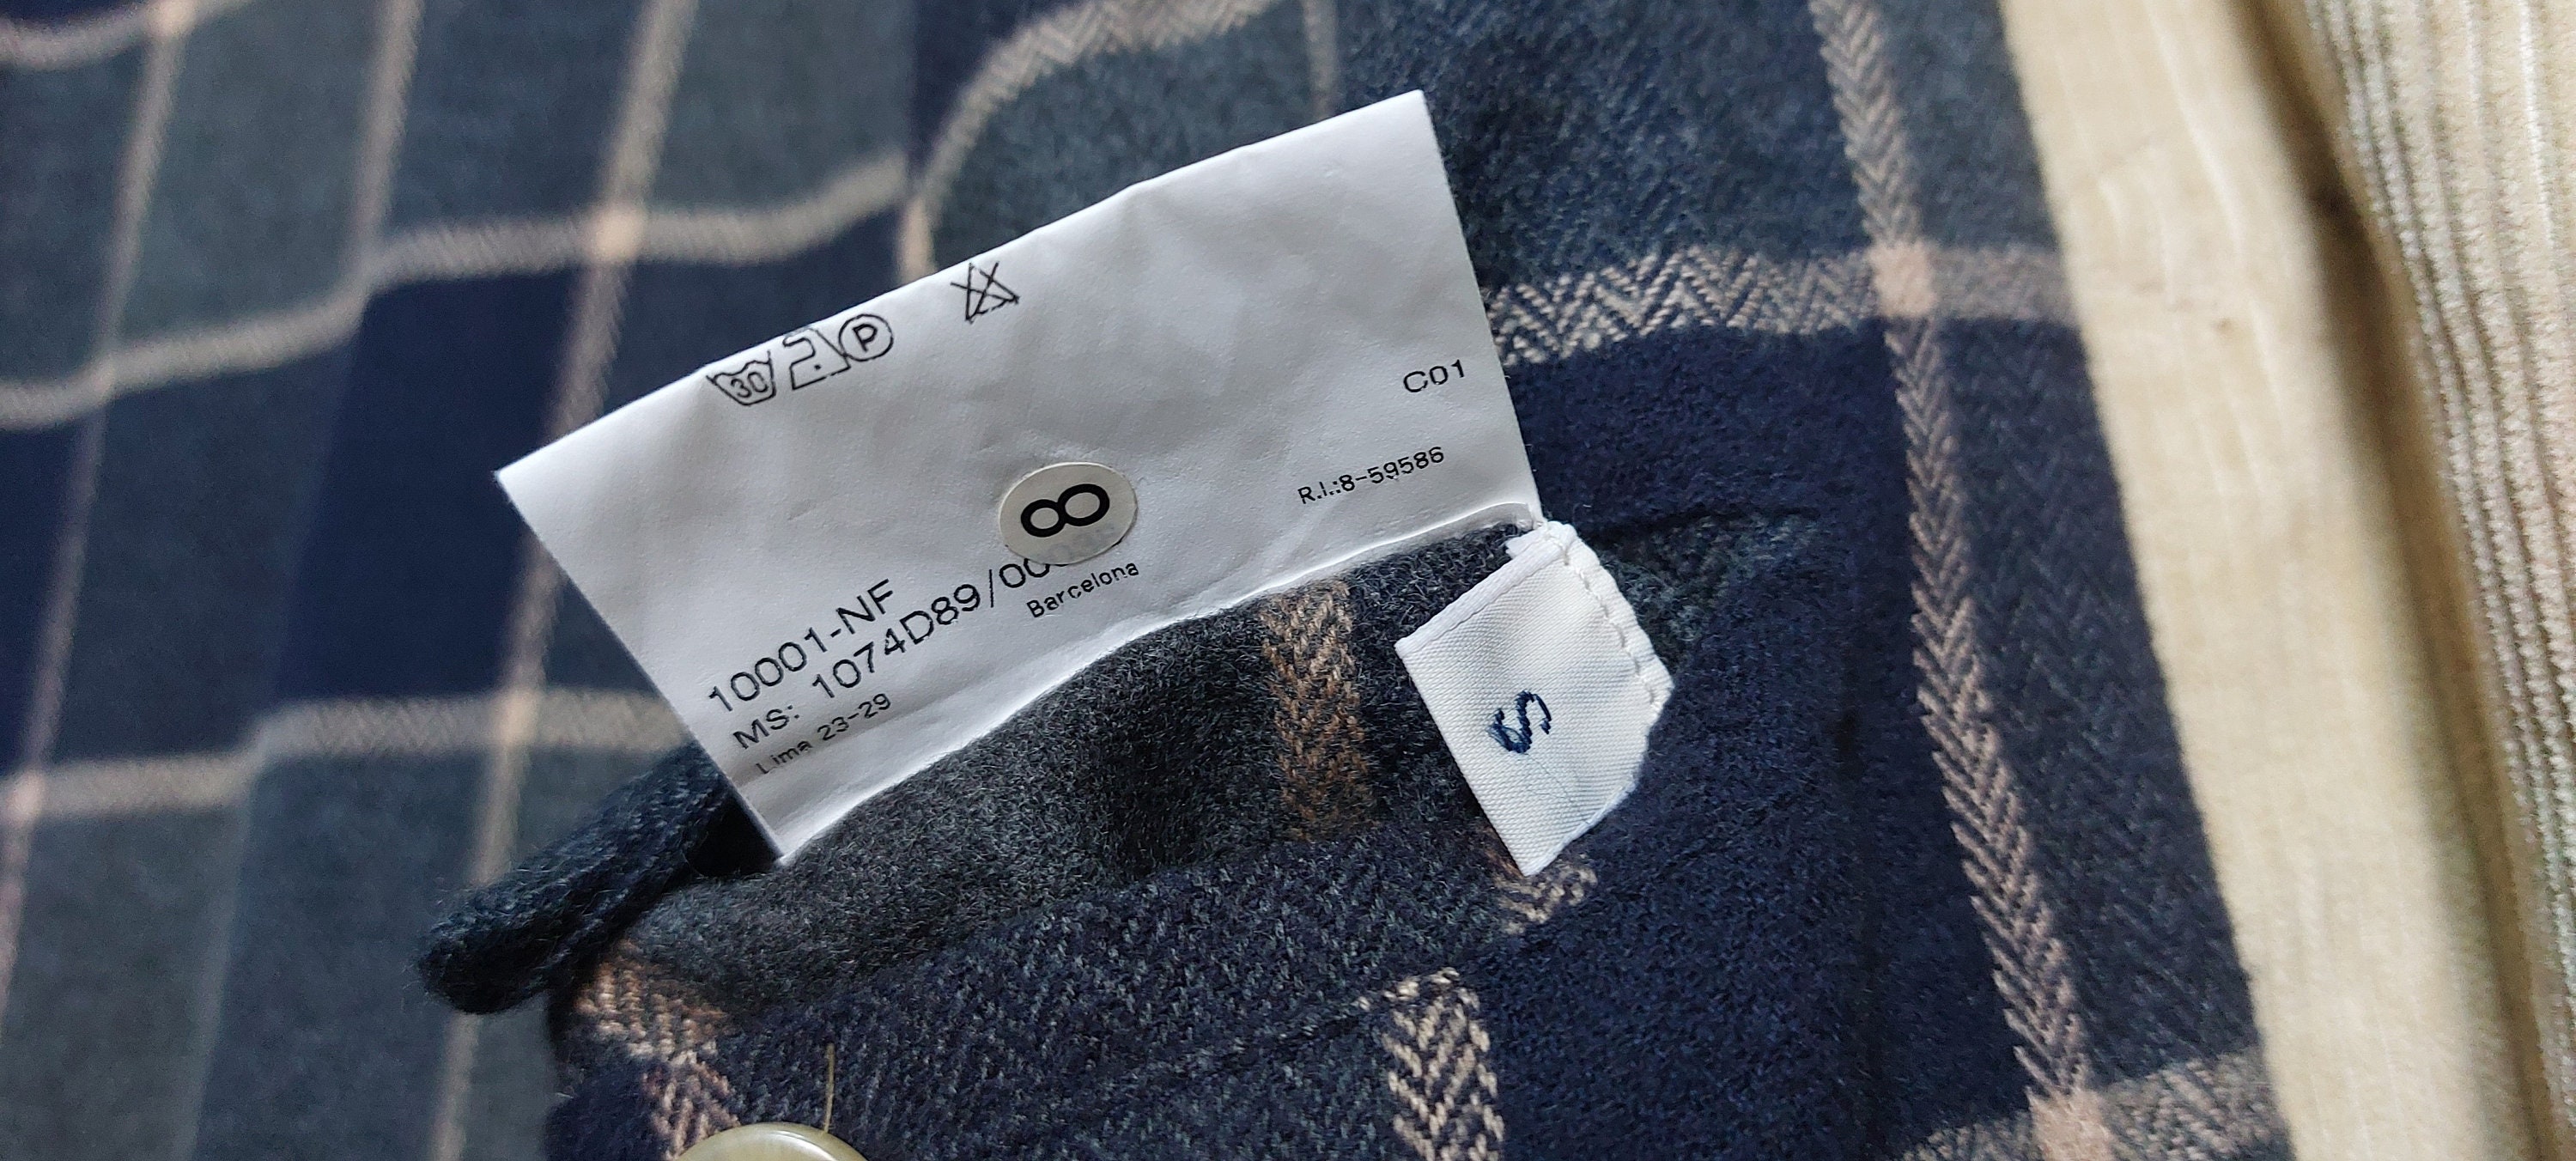 30
P
C01
R.I.:8-59586
8
10001-NF
MS: 1074D89/00
Barcelona
Lima 23-29
S